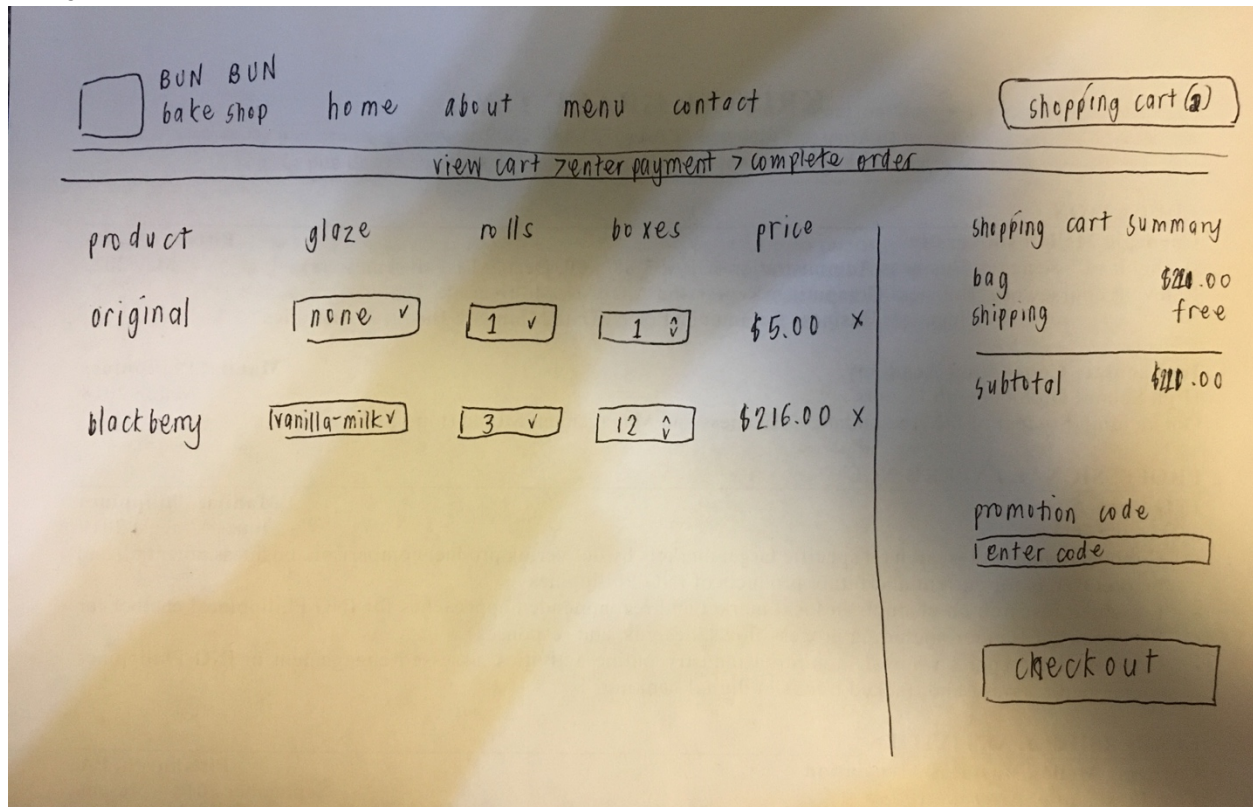 BUN BUN
bake shop home about menu contact shopping cart
view cart > enter payment > complete order
product glaze rolls boxes price
original none 1 1 $5.00 x
blackberry vanilla-milk 3 12 $216.00 x
shopping cart summary
bag
shipping free
subtotal
promotion code
enter code
checkout